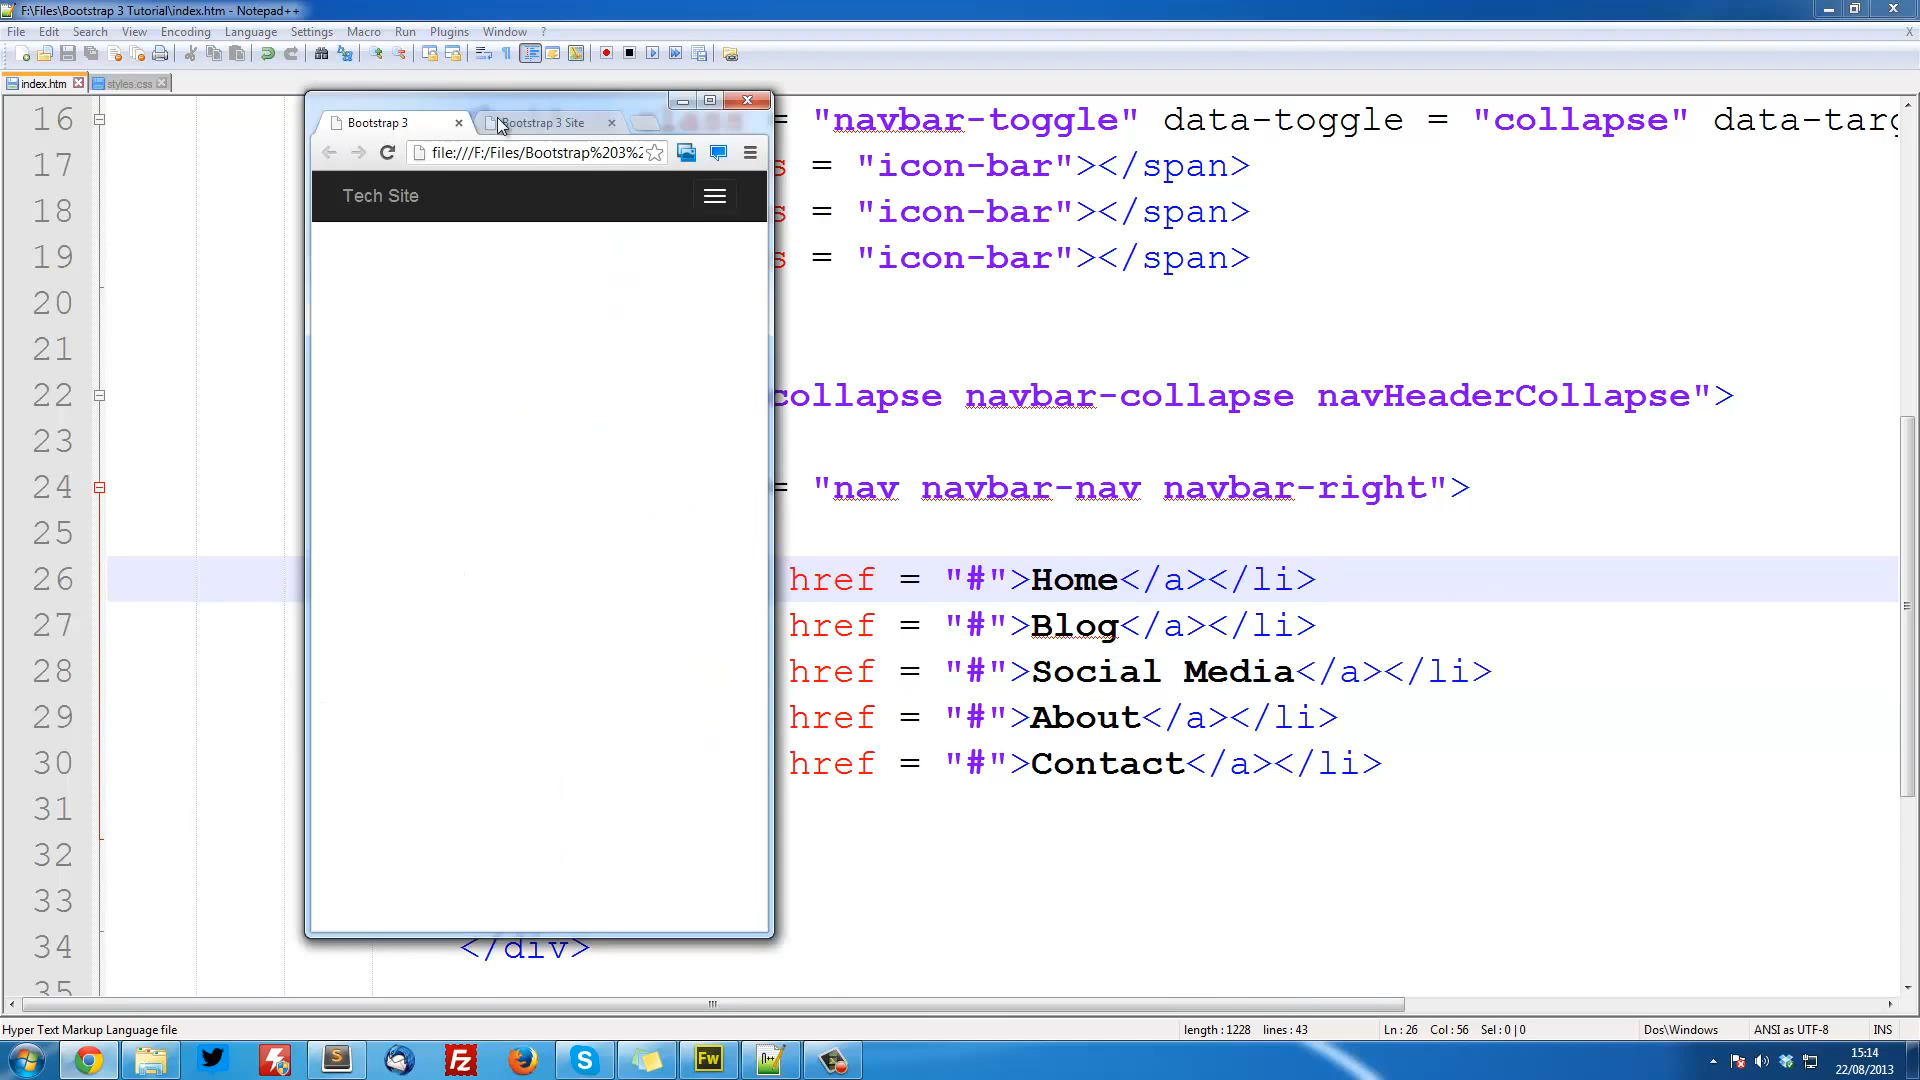 F:\Files\Bootstrap 3 Tutorial\index.htm - Notepad++
File Edit Search View Encoding Language Settings Macro Run Plugins Window ?
X
index.htm styles.css
Bootstrap 3 Bootstrap 3 Site
file:///F:/Files/Bootstrap%203%2
Tech Site
16 = "navbar-toggle" data-toggle = "collapse" data-targ
17 s = "icon-bar"></span>
18 s = "icon-bar"></span>
19 s = "icon-bar"></span>
20
21
22 collapse navbar-collapse navHeaderCollapse">
23
24 = "nav navbar-nav navbar-right">
25
26 href = "#">Home</a></li>
27 href = "#">Blog</a></li>
28 href = "#">Social Media</a></li>
29 href = "#">About</a></li>
30 href = "#">Contact</a></li>
31
32
33
34 </div>
35
Hyper Text Markup Language file length : 1228 lines : 43 Ln : 26 Col : 56 Sel : 0 | 0 Dos\Windows ANSI as UTF-8 INS
Fz Fw
15:14
22/08/2013